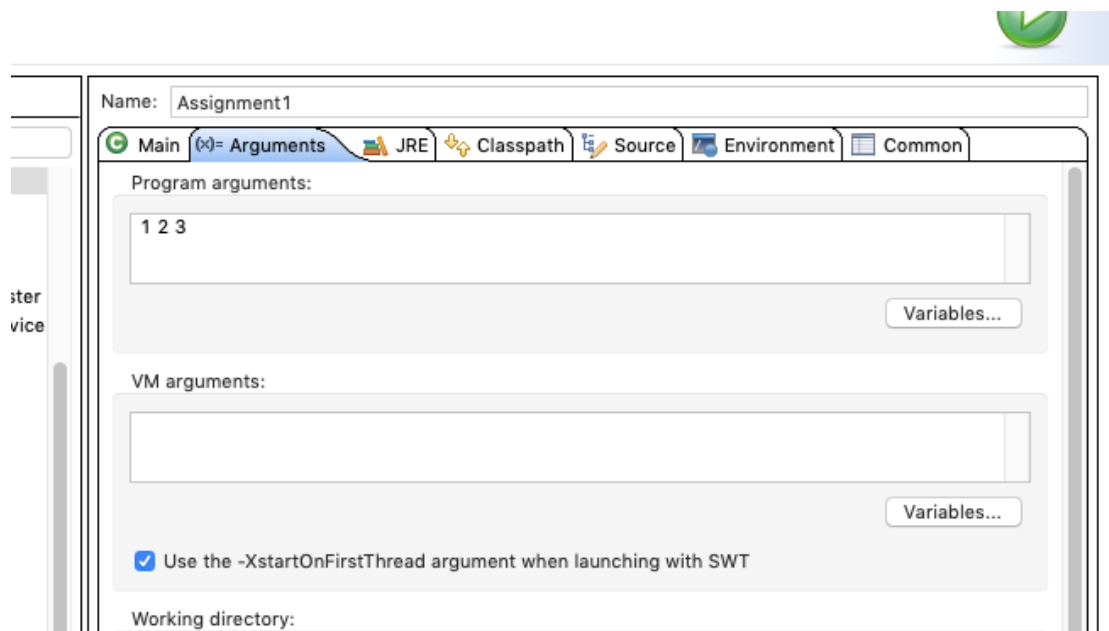 Name: Assignment1
Main (x)= Arguments JRE Classpath Source Environment Common
Program arguments:
1 2 3
ster
Variables...
vice
VM arguments:
Variables...
Use the -XstartOnFirstThread argument when launching with SWT
Working directory: